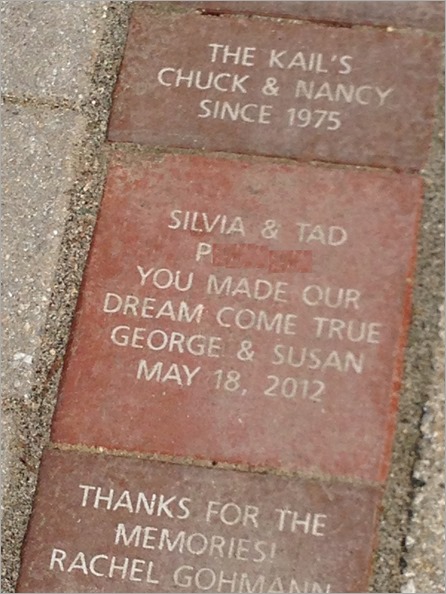 THE KAIL'S
CHUCK & NANCY
SINCE 1975
SILVIA & TAD
P
YOU MADE OUR
DREAM COME TRUE
GEORGE & SUSAN
MAY 18, 2012
THANKS FOR THE
MEMORIES!
RACHEL GOHMANN